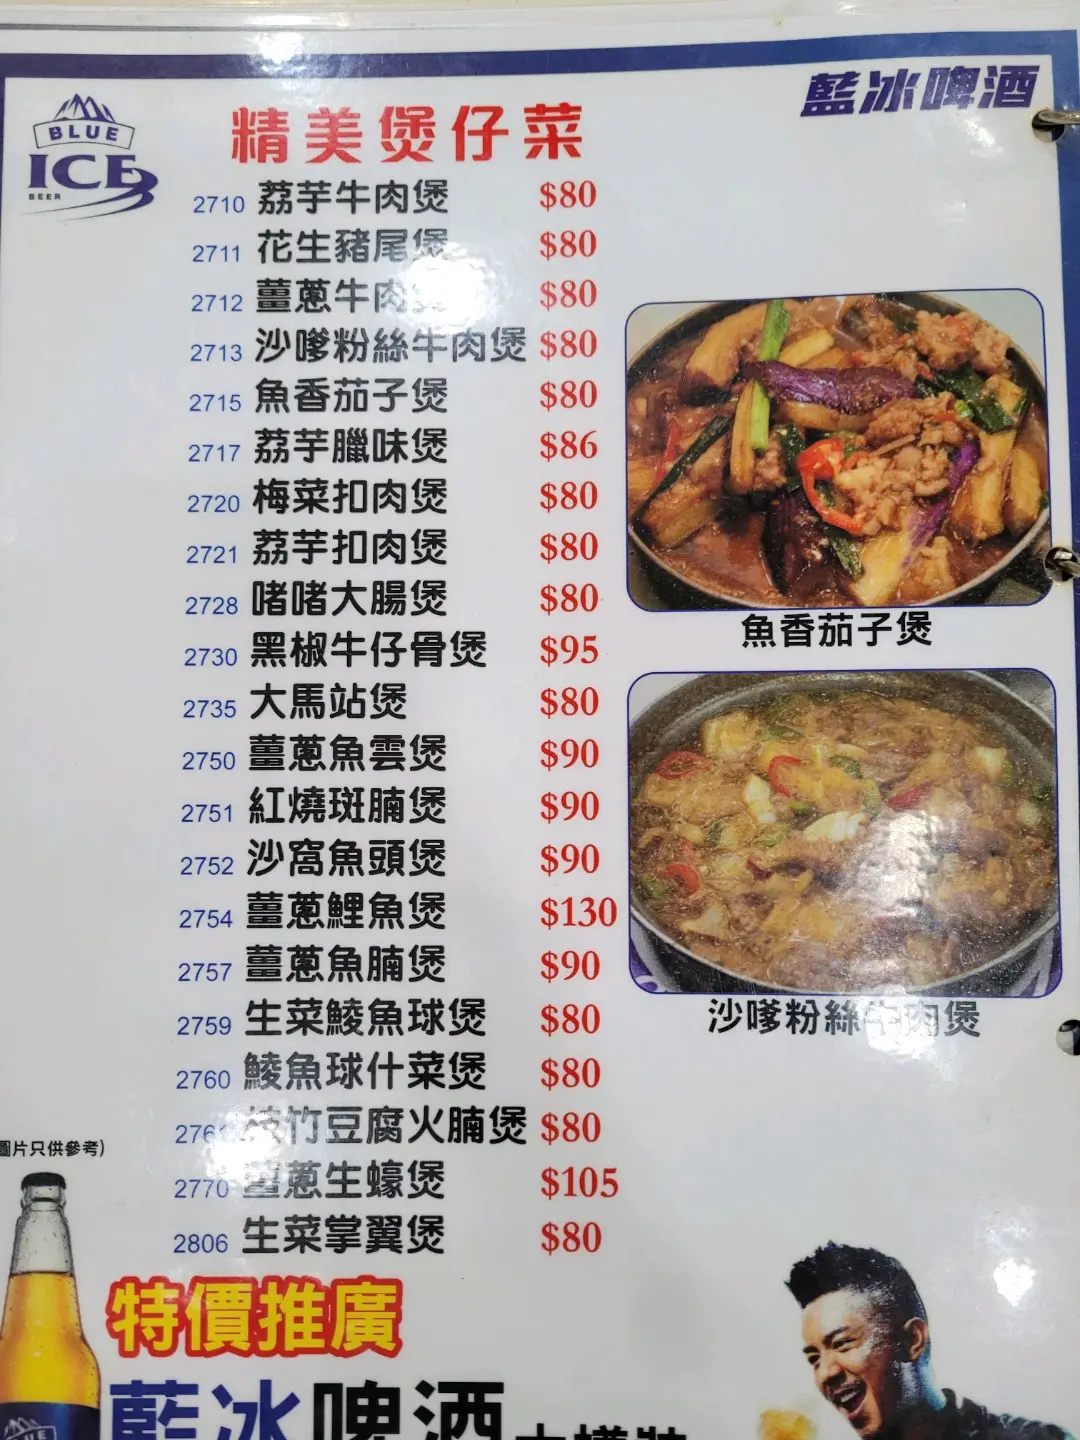 藍冰啤酒
BLUE
ICE
BEER
精美煲仔菜
2710 荔芋牛肉煲 $80
2711 花生豬尾煲 $80
2712 薑蔥牛肉 $80
2713 沙嗲粉絲牛肉煲 $80
2715 魚香茄子煲 $80
2717 荔芋臘味煲 $86
2720 梅菜扣肉煲 $80
2721 荔芋扣肉煲 $80
2728 啫啫大腸煲 $80
2730 黑椒牛仔骨煲 $95
2735 大馬站煲 $80
2750 薑蔥魚雲煲 $90
2751 紅燒斑腩煲 $90
2752 沙窩魚頭煲 $90
2754 薑蔥鯉魚煲 $130
2757 薑蔥魚腩煲 $90
2759 生菜鯪魚球煲 $80
2760 鯪魚球什菜煲 $80
枝竹豆腐火腩煲 $80
2770 薑蔥生蠔煲 $105
2806 生菜掌翼煲 $80
魚香茄子煲
沙嗲粉絲牛肉煲
圖片只供參考)
特價推廣
藍冰啤酒